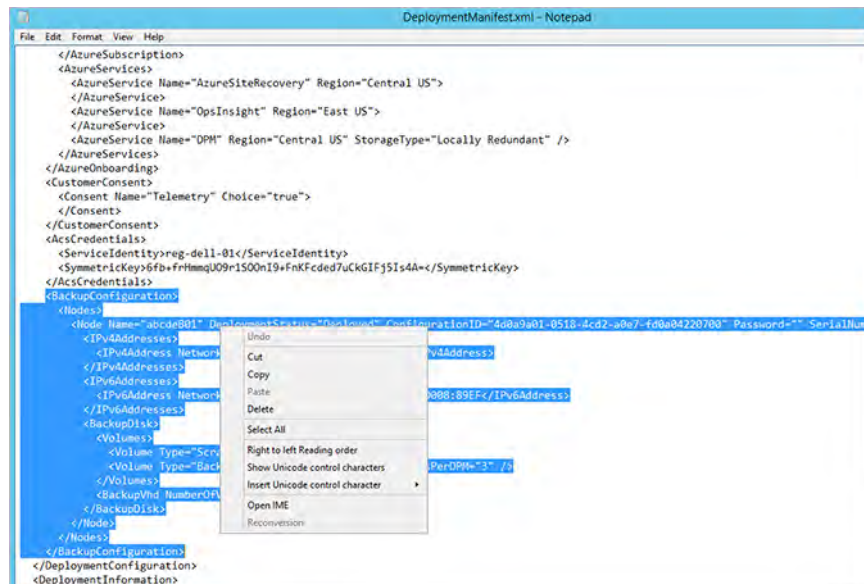 DeploymentManifest.xml - Notepad
File Edit Format View Help
</AzureSubscription>
<AzureServices>
<AzureService Name="AzureSiteRecovery" Region="Central US">
</AzureService>
<AzureService Name="OpsInsight" Region="East US">
</AzureService>
<AzureService Name="DPM" Region="Central US" StorageType="Locally Redundant" />
</AzureServices>
</AzureOnboarding>
<CustomerConsent>
<Consent Name="Telemetry" Choice="true">
</Consent>
</CustomerConsent>
<AcsCredentials>
<ServiceIdentity>reg-dell-01</ServiceIdentity>
<SymmetricKey>6fb+frHmmqUO9r1SOOnI9+FnKFcded7uCkGIFj5Is4A=</SymmetricKey>
</AcsCredentials>
<BackupConfiguration>
<Nodes>
<Node Name="abcdeB01" DeploymentStatus="Deployed" ConfigurationID="4d0a9a01-0518-4cd2-a0e7-fd0a04220700" Password="" SerialNum
<IPv4Addresses>
<IPv4Address Network
Pv4Address>
</IPv4Addresses>
<IPv6Addresses>
<IPv6Address Network
0008:89EF</IPv6Address>
</IPv6Addresses>
<BackupDisk>
<Volumes>
<Volume Type="Scra
<Volume Type="Back
sPerDPM="3" />
</Volumes>
<BackupVhd NumberOfV
</BackupDisk>
</Node>
</Nodes>
</BackupConfiguration>
</DeploymentConfiguration>
<DeploymentInformation>
Undo
Cut
Copy
Paste
Delete
Select All
Right to left Reading order
Show Unicode control characters
Insert Unicode control character
Open IME
Reconversion